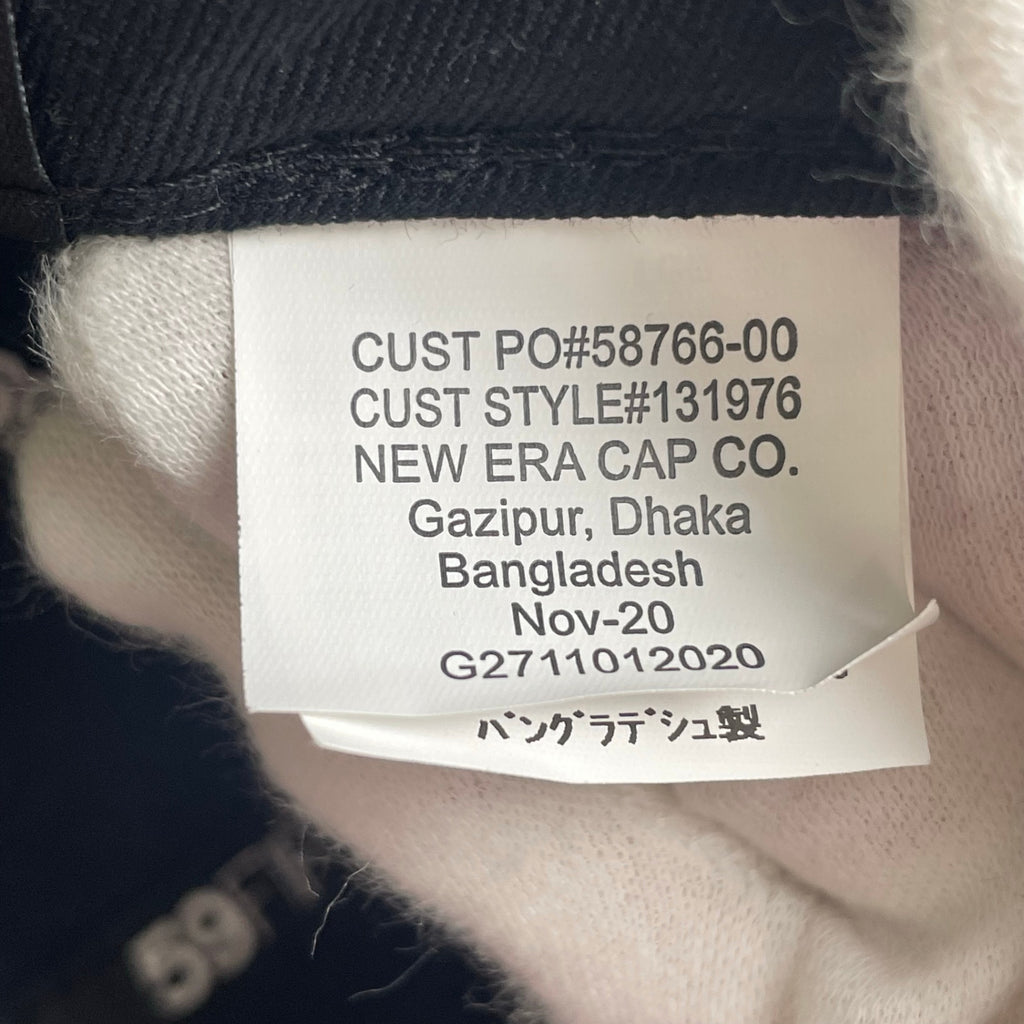 CUST PO#58766-00
CUST STYLE#131976
NEW ERA CAP CO.
Gazipur, Dhaka
Bangladesh
Nov-20
G2711012020
バングラデシュ製
59FI